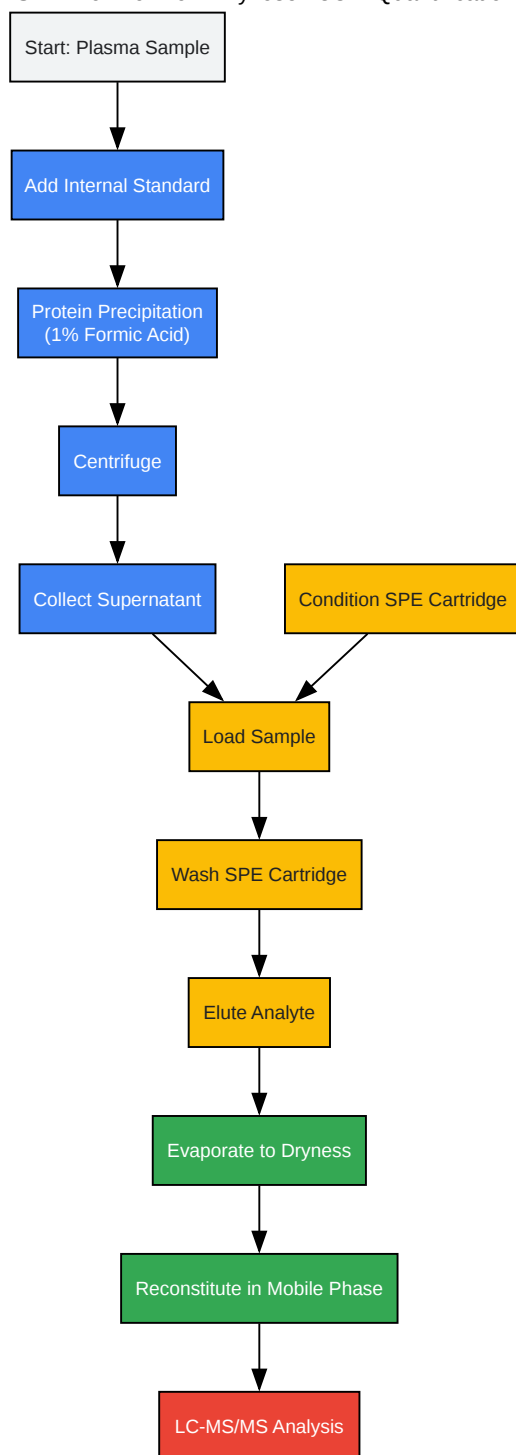 Start: Plasma Sample
Add Internal Standard
Protein Precipitation
(1% Formic Acid)
Centrifuge
Collect Supernatant
Condition SPE Cartridge
Load Sample
Wash SPE Cartridge
Elute Analyte
Evaporate to Dryness
Reconstitute in Mobile Phase
LC-MS/MS Analysis